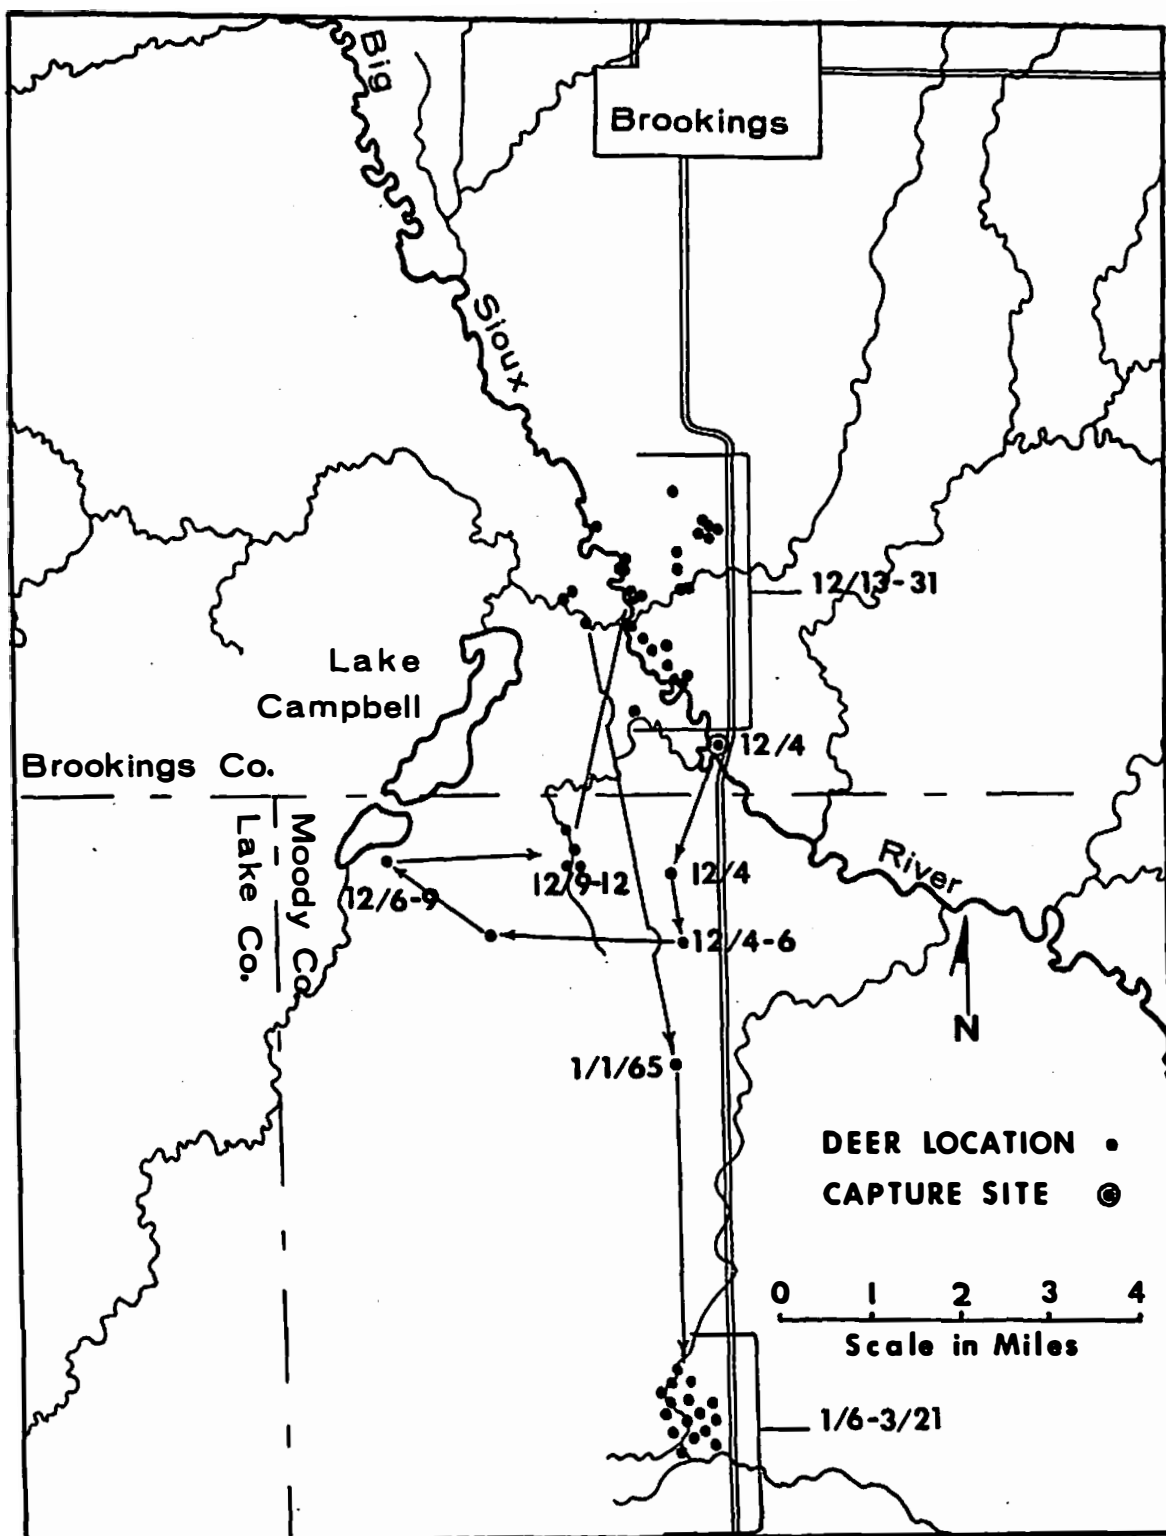 Big
Brookings
Sioux
12/13-31
Lake
Campbell
12/4
Brookings Co.
Lake Co.
Moody Co.
River
12/6-9
12/9-12
12/4
12/4-6
N
1/1/65
DEER LOCATION
CAPTURE SITE
0 1 2 3 4
Scale in Miles
1/6-3/21